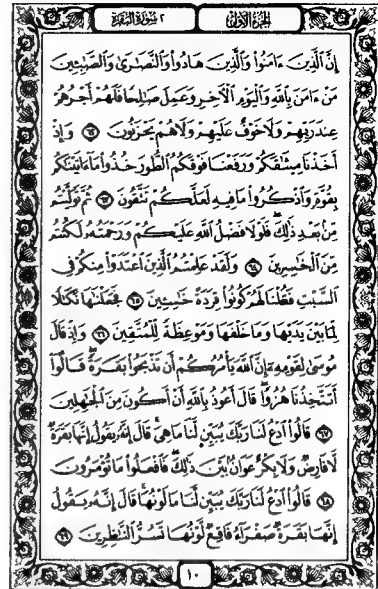 الجزء الأول
٢ سورة البقرة
إِنَّ ٱلَّذِينَ ءَامَنُوا۟ وَٱلَّذِينَ هَادُوا۟ وَٱلنَّصَٰرَىٰ وَٱلصَّٰبِـِٔينَ
مَنْ ءَامَنَ بِٱللَّهِ وَٱلْيَوْمِ ٱلْءَاخِرِ وَعَمِلَ صَٰلِحًا فَلَهُمْ أَجْرُهُمْ
عِندَ رَبِّهِمْ وَلَا خَوْفٌ عَلَيْهِمْ وَلَا هُمْ يَحْزَنُونَ ٦٢ وَإِذْ
أَخَذْنَا مِيثَٰقَكُمْ وَرَفَعْنَا فَوْقَكُمُ ٱلطُّورَ خُذُوا۟ مَآ ءَاتَيْنَٰكُم
بِقُوَّةٍ وَٱذْكُرُوا۟ مَا فِيهِ لَعَلَّكُمْ تَتَّقُونَ ٦٣ ثُمَّ تَوَلَّيْتُم
مِّنۢ بَعْدِ ذَٰلِكَ فَلَوْلَا فَضْلُ ٱللَّهِ عَلَيْكُمْ وَرَحْمَتُهُۥ لَكُنتُم
مِّنَ ٱلْخَٰسِرِينَ ٦٤ وَلَقَدْ عَلِمْتُمُ ٱلَّذِينَ ٱعْتَدَوْا۟ مِنكُمْ فِى
ٱلسَّبْتِ فَقُلْنَا لَهُمْ كُونُوا۟ قِرَدَةً خَٰسِـِٔينَ ٦٥ فَجَعَلْنَٰهَا نَكَٰلًا
لِّمَا بَيْنَ يَدَيْهَا وَمَا خَلْفَهَا وَمَوْعِظَةً لِّلْمُتَّقِينَ ٦٦ وَإِذْ قَالَ
مُوسَىٰ لِقَوْمِهِۦٓ إِنَّ ٱللَّهَ يَأْمُرُكُمْ أَن تَذْبَحُوا۟ بَقَرَةً قَالُوٓا۟
أَتَتَّخِذُنَا هُزُوًا قَالَ أَعُوذُ بِٱللَّهِ أَنْ أَكُونَ مِنَ ٱلْجَٰهِلِينَ
٦٧ قَالُوا۟ ٱدْعُ لَنَا رَبَّكَ يُبَيِّن لَّنَا مَا هِىَ قَالَ إِنَّهُۥ يَقُولُ إِنَّهَا بَقَرَةٌ
لَّا فَارِضٌ وَلَا بِكْرٌ عَوَانٌۢ بَيْنَ ذَٰلِكَ فَٱفْعَلُوا۟ مَا تُؤْمَرُونَ
٦٨ قَالُوا۟ ٱدْعُ لَنَا رَبَّكَ يُبَيِّن لَّنَا مَا لَوْنُهَا قَالَ إِنَّهُۥ يَقُولُ
إِنَّهَا بَقَرَةٌ صَفْرَآءُ فَاقِعٌ لَّوْنُهَا تَسُرُّ ٱلنَّٰظِرِينَ ٦٩
١٠